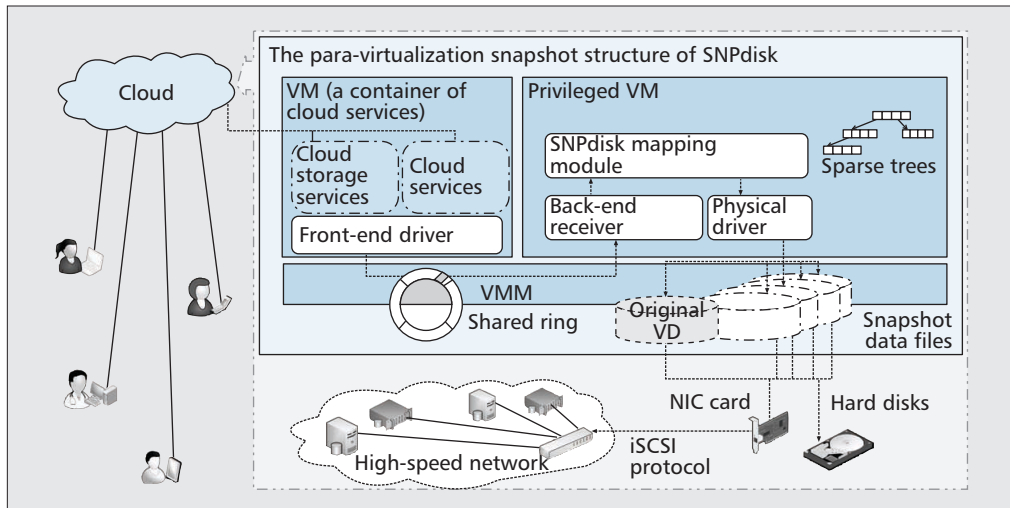 The para-virtualization snapshot structure of SNPdisk
Cloud
VM (a container of
cloud services)
Cloud
storage
services
Cloud
services
Front-end driver
Privileged VM
SNPdisk mapping
module
Sparse trees
Back-end
receiver
Physical
driver
VMM
Shared ring
Original
VD
Snapshot
data files
NIC card
Hard disks
iSCSI
protocol
High-speed network